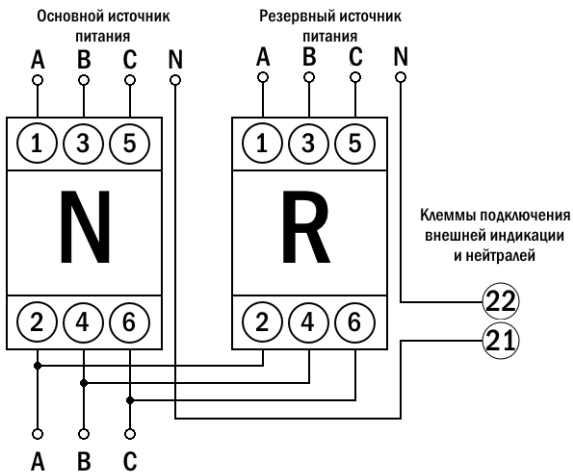 Основной источник
питания
Резервный источник
питания
A B C N
A B C N
1 3 5
1 3 5
N
R
Клеммы подключения
внешней индикации
и нейтралей
2 4 6
2 4 6
22
21
A B C